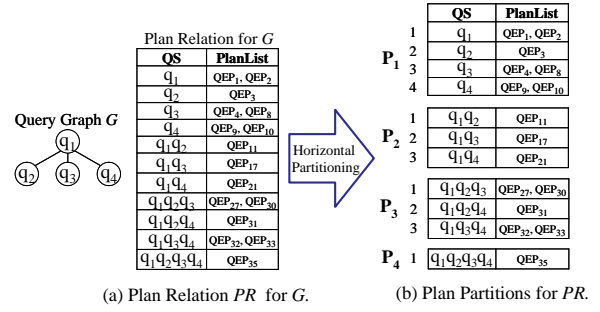 Query Graph G
q1
q2 q3 q4
Plan Relation for G
QS PlanList
q1 QEP1, QEP2
q2 QEP3
q3 QEP4, QEP8
q4 QEP9, QEP10
q1q2 QEP11
q1q3 QEP17
q1q4 QEP21
q1q2q3 QEP27, QEP30
q1q2q4 QEP31
q1q3q4 QEP32, QEP33
q1q2q3q4 QEP35
(a) Plan Relation PR for G.
Horizontal
Partitioning
QS PlanList
P1
1 q1 QEP1, QEP2
2 q2 QEP3
3 q3 QEP4, QEP8
4 q4 QEP9, QEP10
P2
1 q1q2 QEP11
2 q1q3 QEP17
3 q1q4 QEP21
P3
1 q1q2q3 QEP27, QEP30
2 q1q2q4 QEP31
3 q1q3q4 QEP32, QEP33
P4 1 q1q2q3q4 QEP35
(b) Plan Partitions for PR.